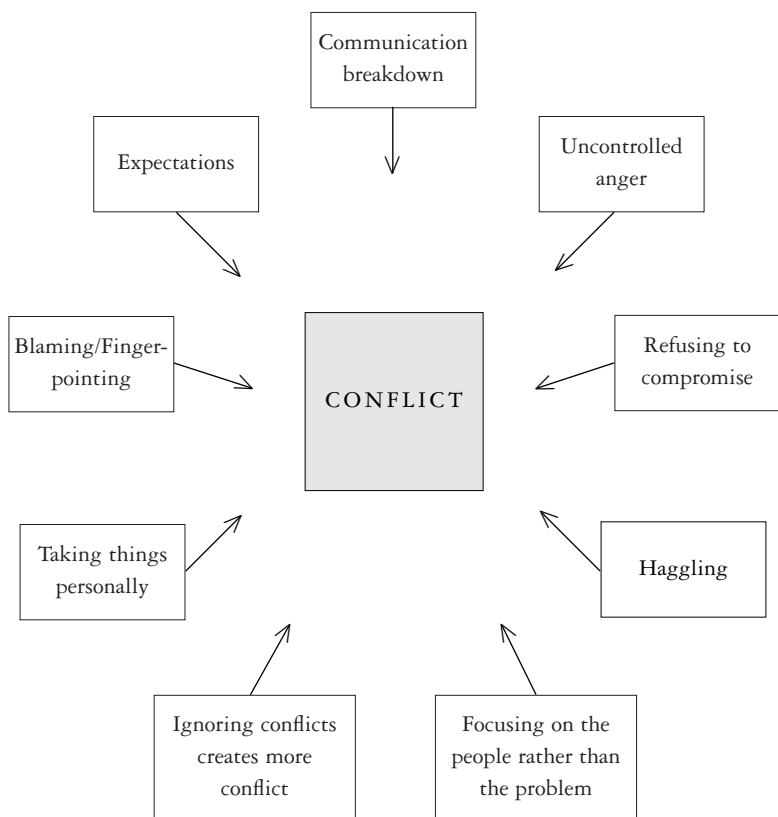 Communication
breakdown
Expectations
Uncontrolled
anger
Blaming/Finger-
pointing
CONFLICT
Refusing to
compromise
Taking things
personally
Haggling
Ignoring conflicts
creates more
conflict
Focusing on the
people rather than
the problem